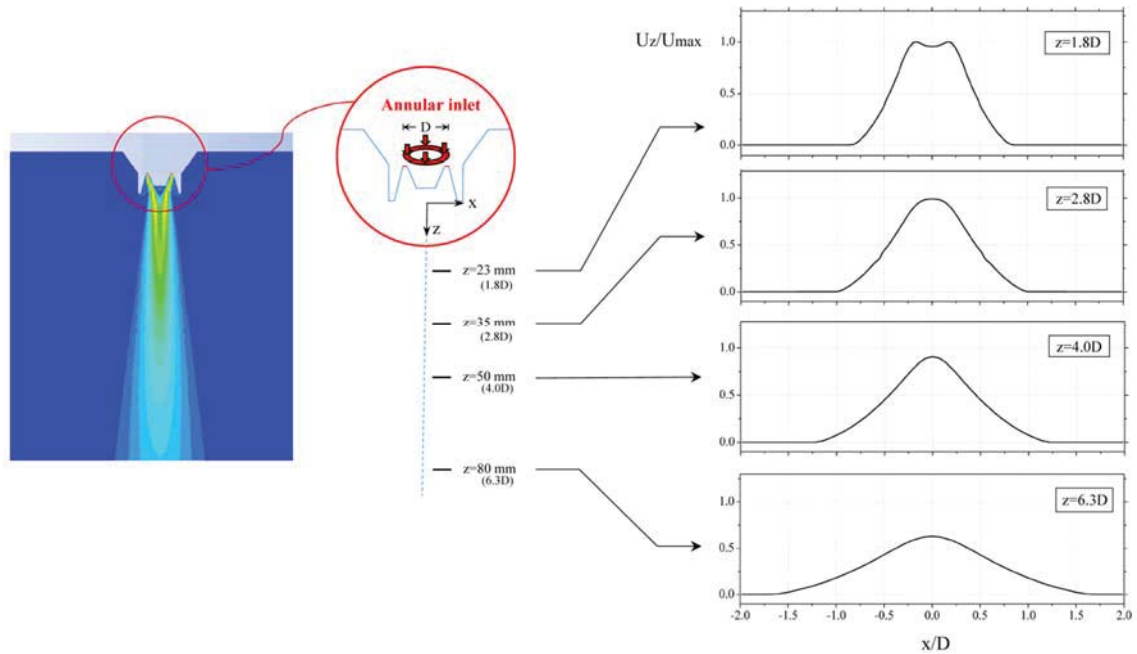 Annular inlet
D
x
z
z=23 mm
(1.8D)
z=35 mm
(2.8D)
z=50 mm
(4.0D)
z=80 mm
(6.3D)
Uz/Umax
z=1.8D
1.0
0.5
0.0
z=2.8D
1.0
0.5
0.0
z=4.0D
1.0
0.5
0.0
z=6.3D
1.0
0.5
0.0
-2.0 -1.5 -1.0 -0.5 0.0 0.5 1.0 1.5 2.0
x/D